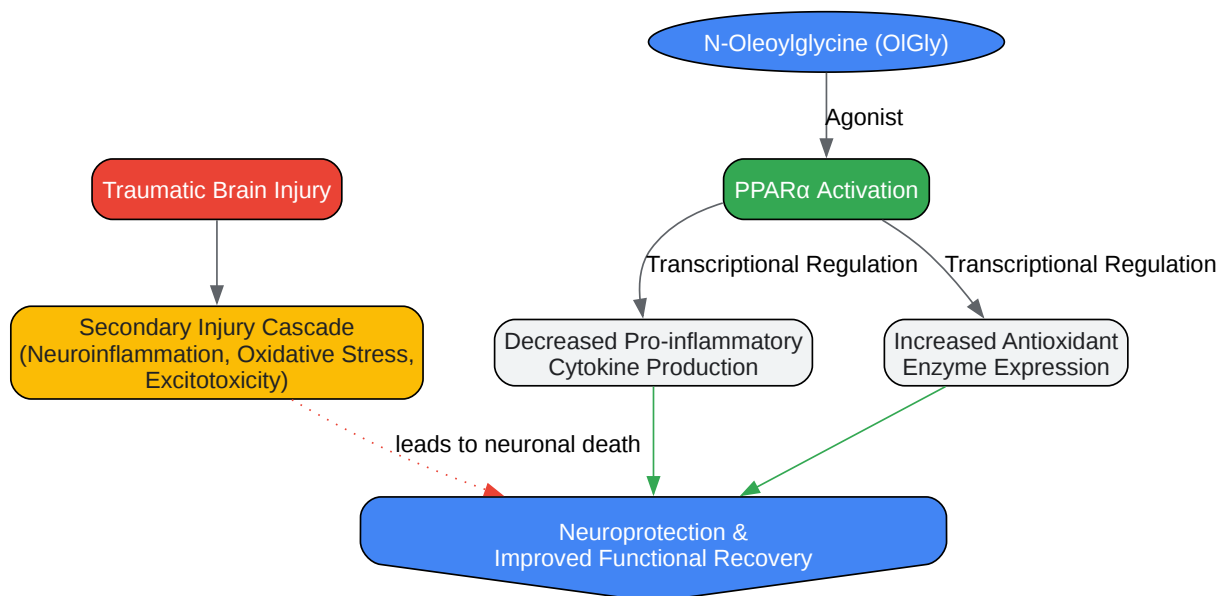 N-Oleoylglycine (OlGly)
Agonist
Traumatic Brain Injury
PPARα Activation
Transcriptional Regulation
Transcriptional Regulation
Secondary Injury Cascade
(Neuroinflammation, Oxidative Stress,
Excitotoxicity)
Decreased Pro-inflammatory
Cytokine Production
Increased Antioxidant
Enzyme Expression
leads to neuronal death
Neuroprotection &
Improved Functional Recovery